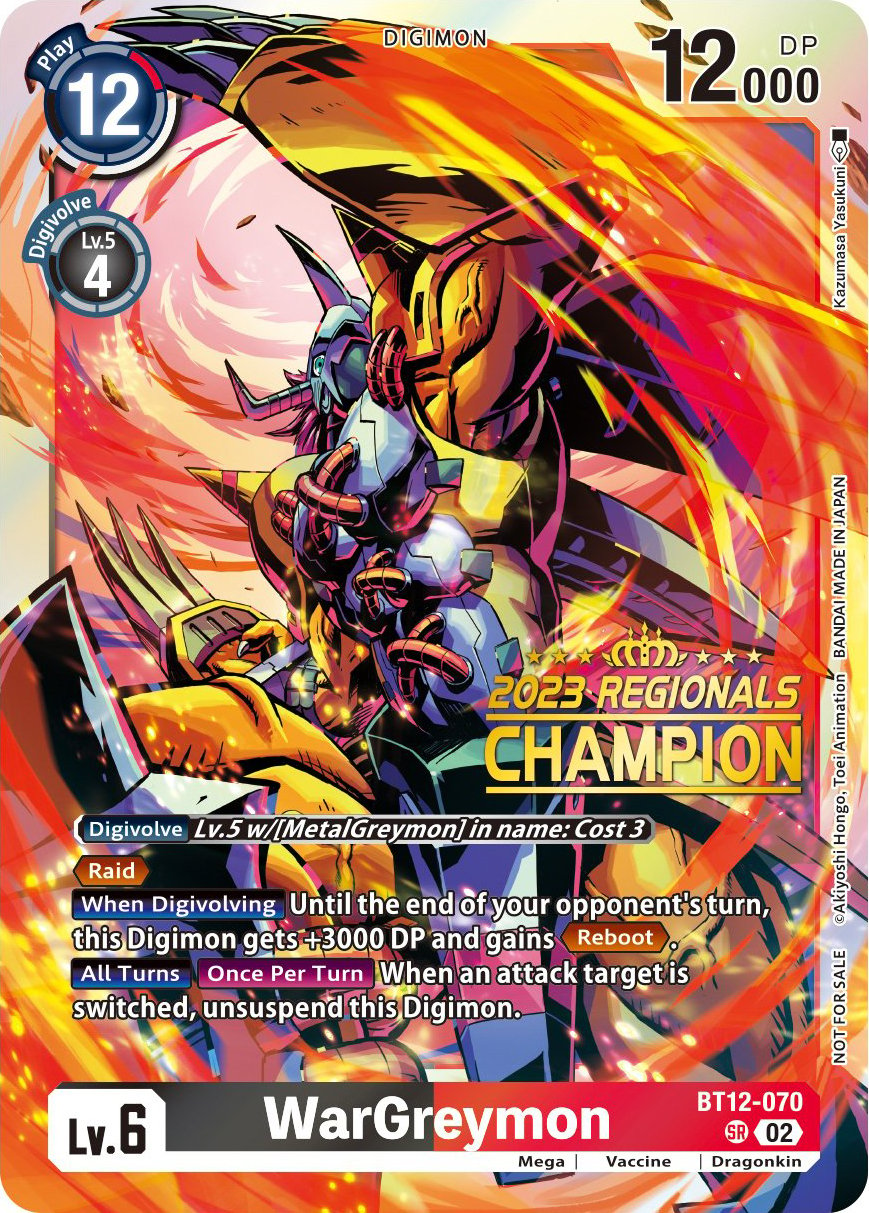 DIGIMON
Play
12
12000
DP
Digivolve
Lv.5
4
Kazumasa Yasukuni
2023 REGIONALS
CHAMPION
Digivolve Lv.5 w/[MetalGreymon] in name: Cost 3
Raid
When Digivolving Until the end of your opponent's turn,
this Digimon gets +3000 DP and gains Reboot.
All Turns Once Per Turn When an attack target is
switched, unsuspend this Digimon.
NOT FOR SALE ©Akiyoshi Hongo, Toei Animation BANDAI MADE IN JAPAN
Lv.6
WarGreymon
BT12-070
SR 02
Mega | Vaccine | Dragonkin